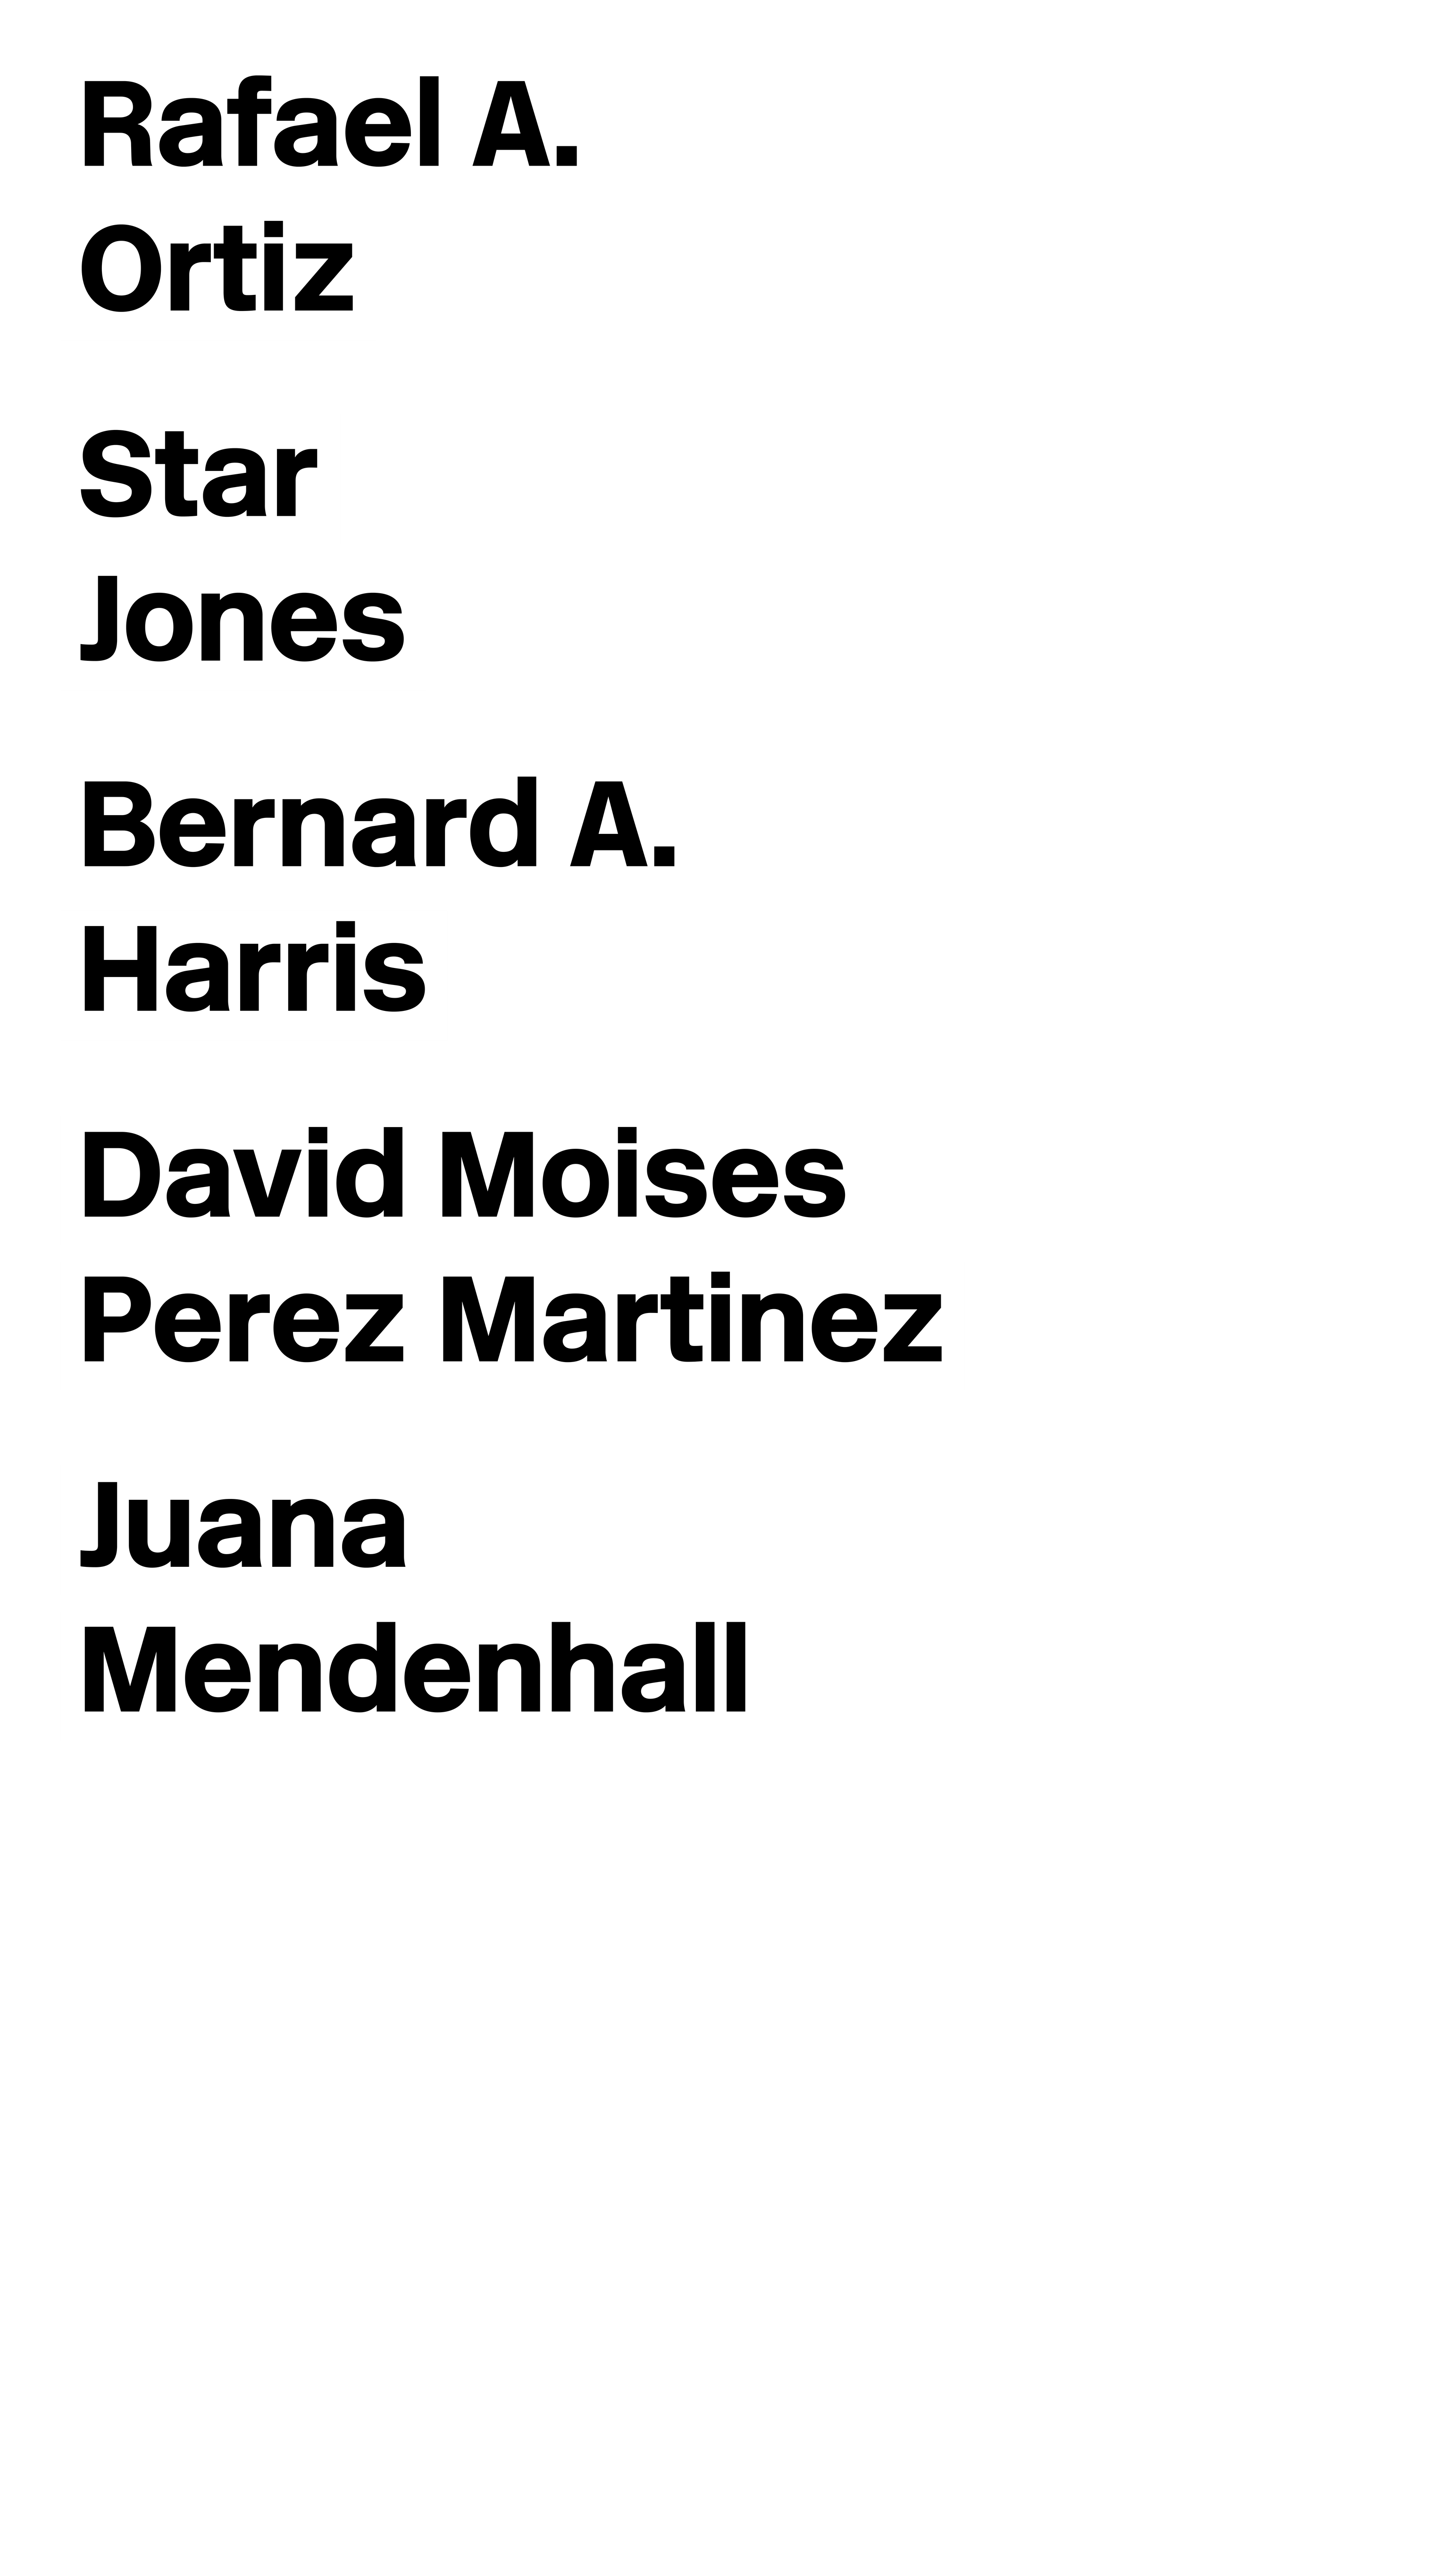 Rafael A.
Ortiz
Star
Jones
Bernard A.
Harris
David Moises
Perez Martinez
Juana
Mendenhall